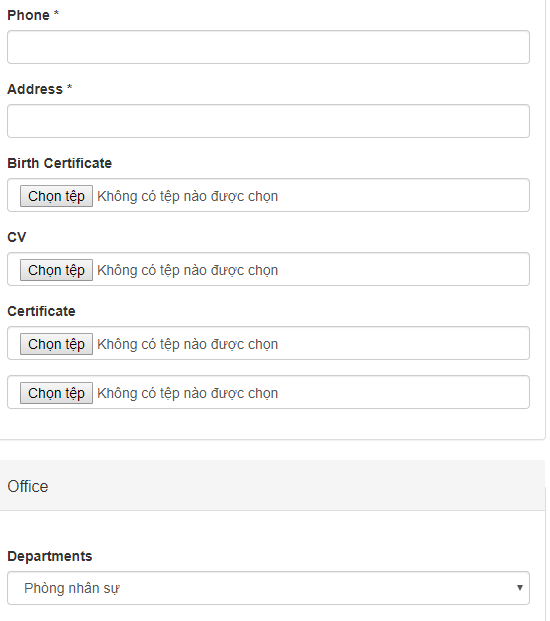 Phone *
Address *
Birth Certificate
Chọn tệp Không có tệp nào được chọn
CV
Chọn tệp Không có tệp nào được chọn
Certificate
Chọn tệp Không có tệp nào được chọn
Chọn tệp Không có tệp nào được chọn
Office
Departments
Phòng nhân sự